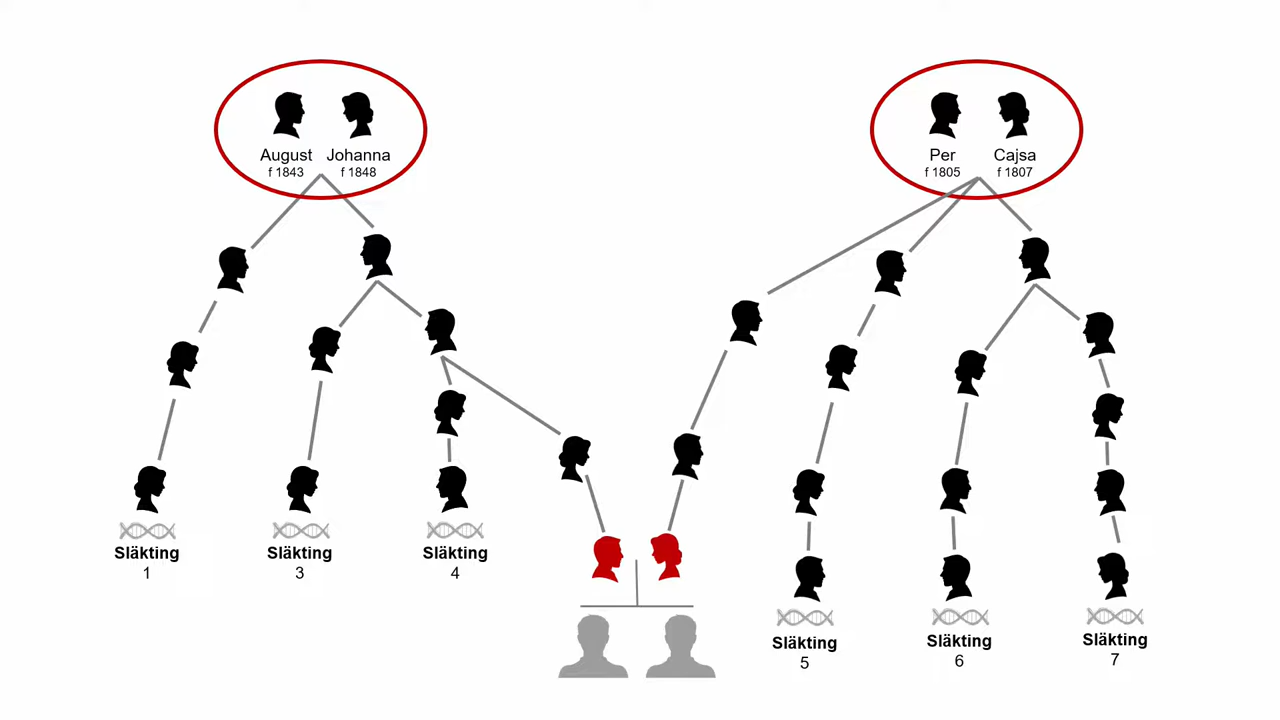 August Johanna
f 1843 f 1848
Per Cajsa
f 1805 f 1807
Släkting
1
Släkting
3
Släkting
4
Släkting
5
Släkting
6
Släkting
7